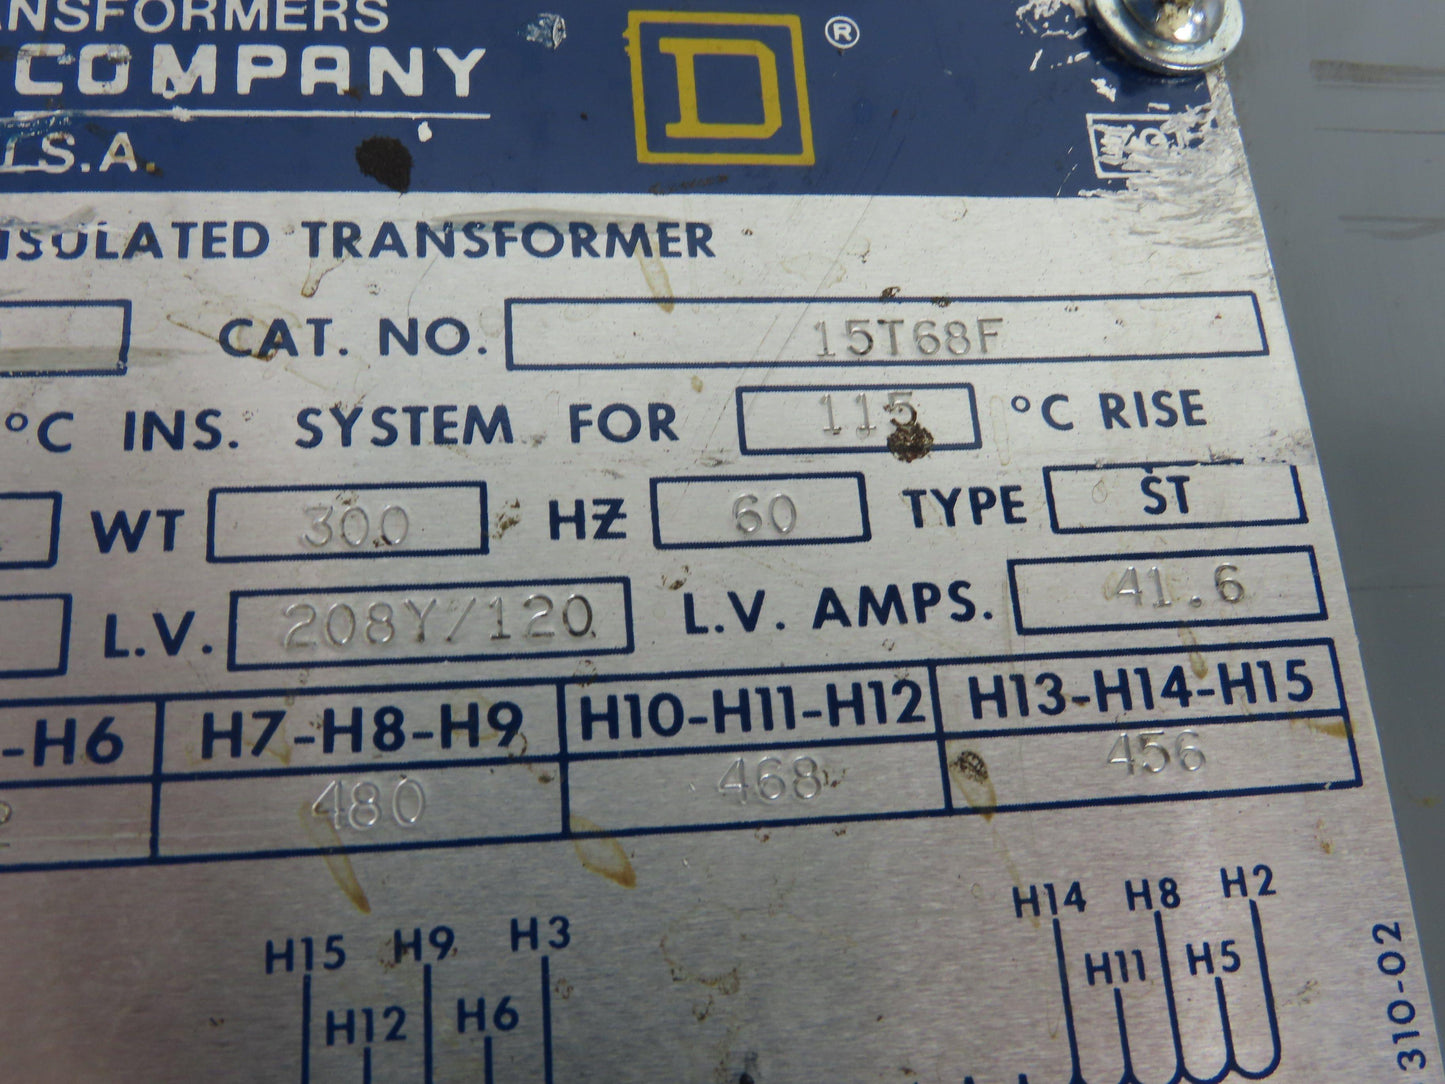 ANSFORMERS
COMPANY
D ®
.S.A.
NSULATED TRANSFORMER
CAT. NO. 15T68F
°C INS. SYSTEM FOR 115 °C RISE
WT 300 HZ 60 TYPE ST
L.V. 208Y/120 L.V. AMPS. 41.6
-H6 H7-H8-H9 H10-H11-H12 H13-H14-H15
480 468 456
H14 H8 H2
H15 H9 H3
H11 H5
H12 H6
310-02